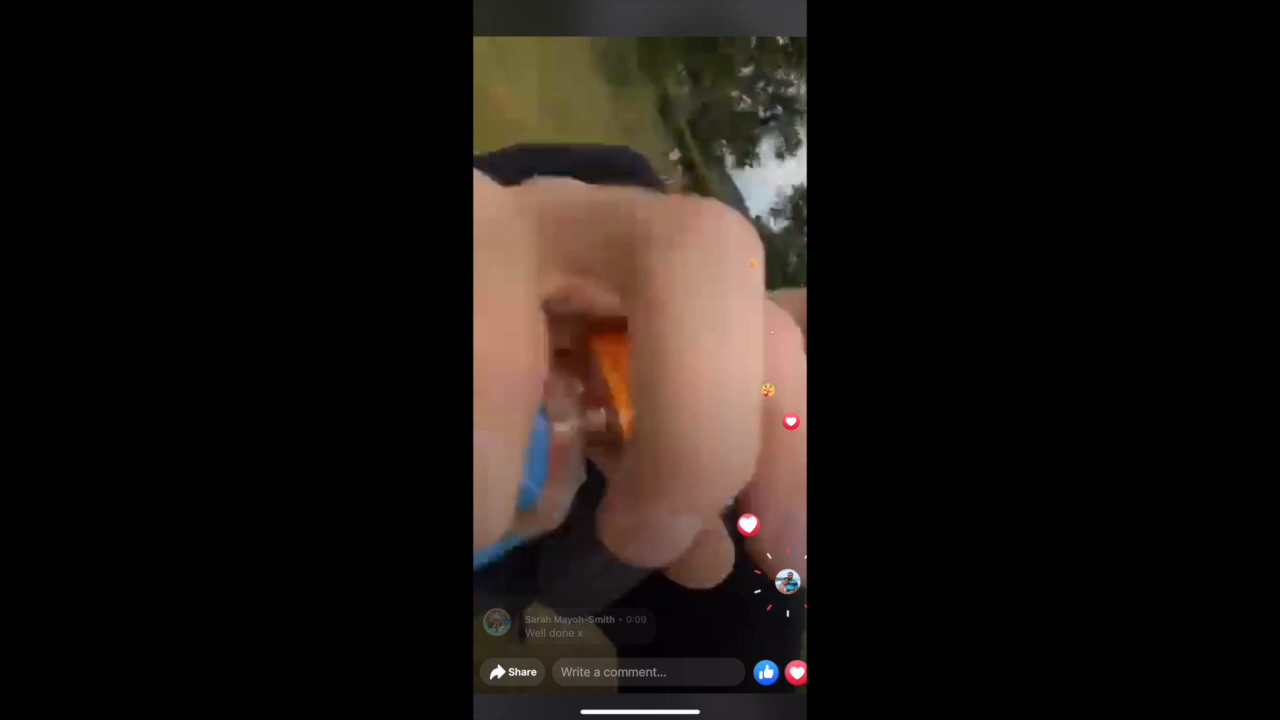 Sarah Mayoh-Smith • 0:09
Well done x
Share
Write a comment...